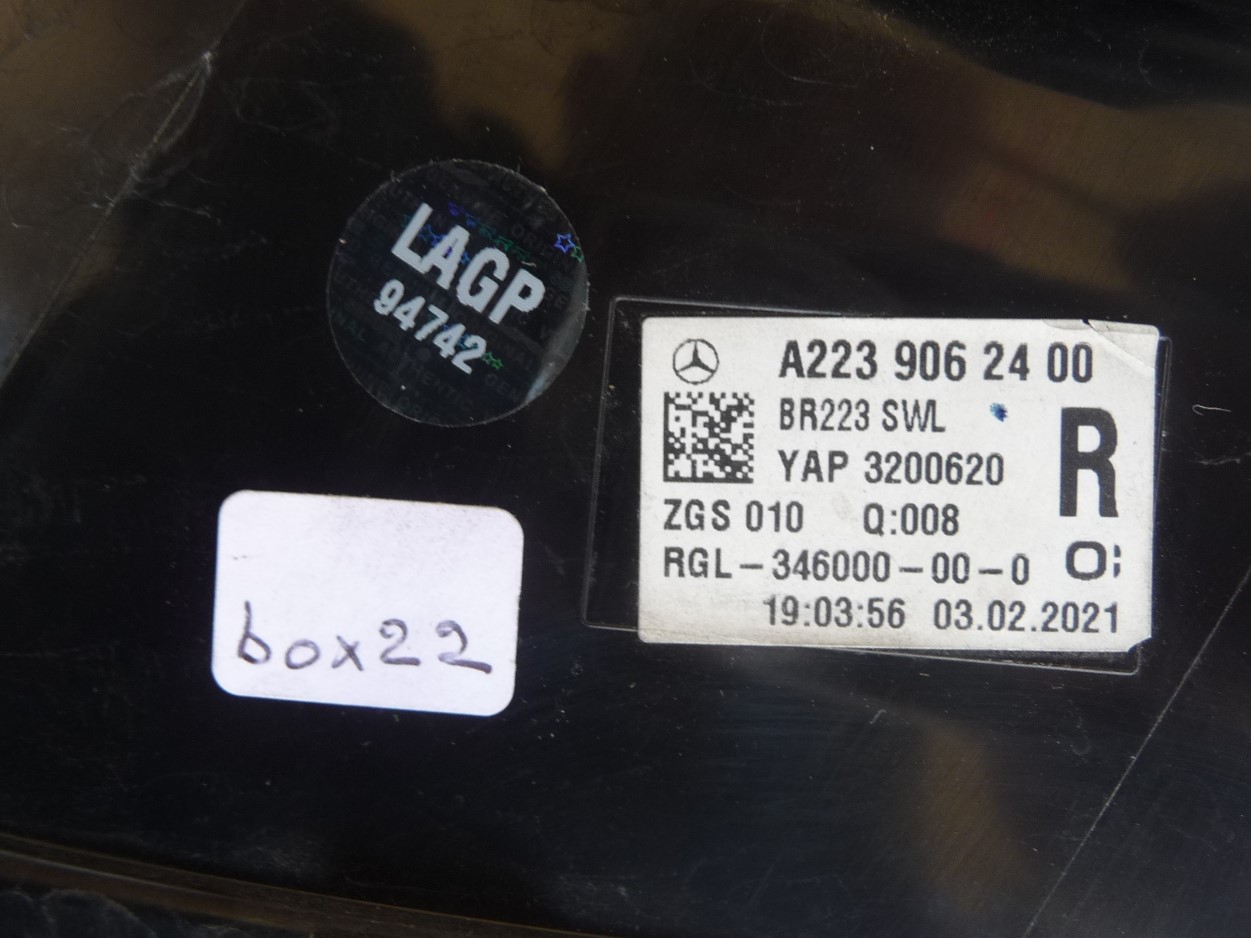 LAGP
94742
A223 906 24 00
BR223 SWL
YAP 3200620
R
ZGS 010 Q:008
RGL-346000-00-0 O;
19:03:56 03.02.2021
box22